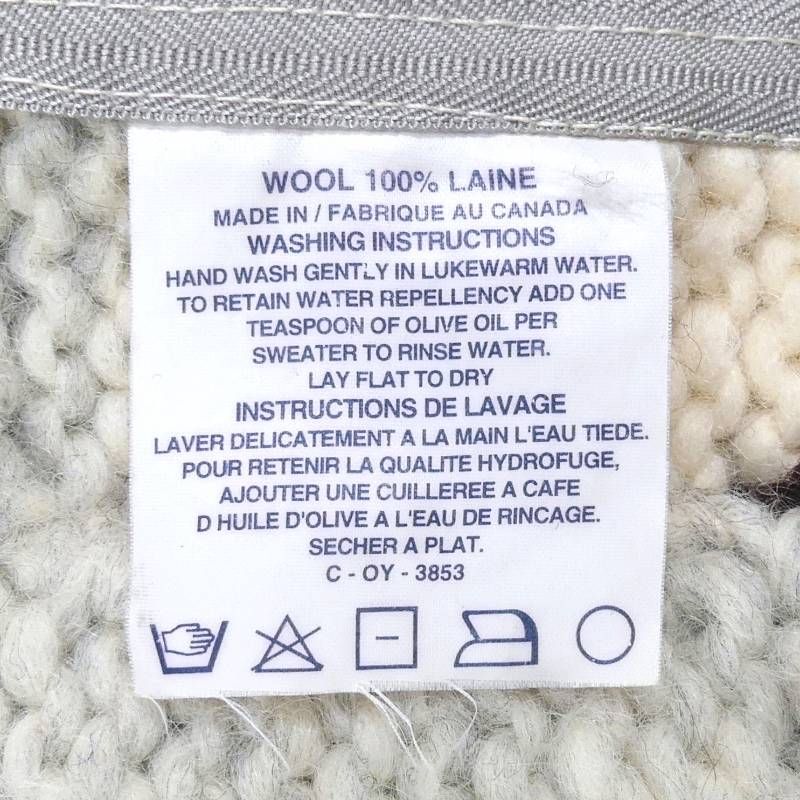 WOOL 100% LAINE
MADE IN / FABRIQUE AU CANADA
WASHING INSTRUCTIONS
HAND WASH GENTLY IN LUKEWARM WATER.
TO RETAIN WATER REPELLENCY ADD ONE
TEASPOON OF OLIVE OIL PER
SWEATER TO RINSE WATER.
LAY FLAT TO DRY
INSTRUCTIONS DE LAVAGE
LAVER DELICATEMENT A LA MAIN L'EAU TIEDE.
POUR RETENIR LA QUALITE HYDROFUGE,
AJOUTER UNE CUILLEREE A CAFE
D HUILE D'OLIVE A L'EAU DE RINCAGE.
SECHER A PLAT.
C - OY - 3853